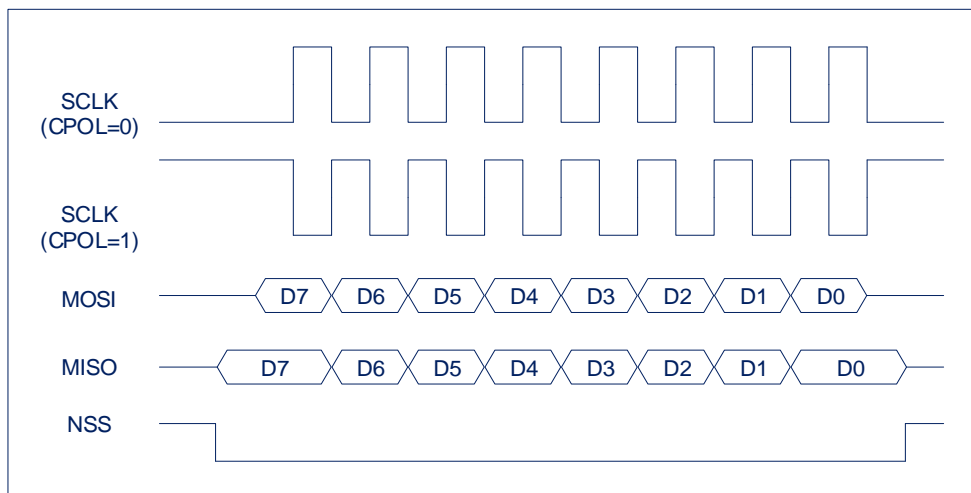 SCLK
(CPOL=0)
SCLK
(CPOL=1)
MOSI D7 D6 D5 D4 D3 D2 D1 D0
MISO D7 D6 D5 D4 D3 D2 D1 D0
NSS